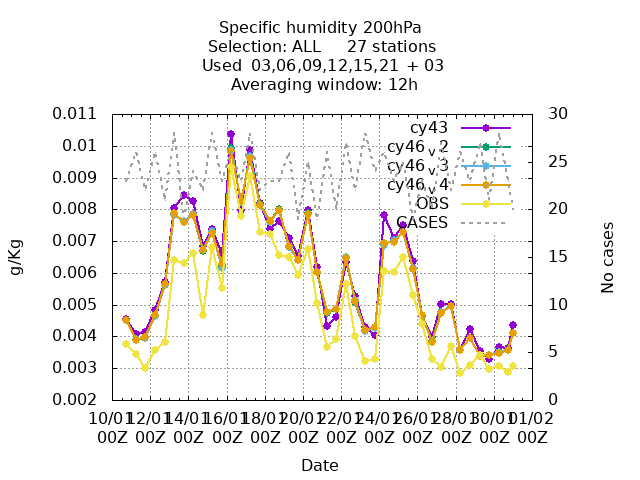 Specific humidity 200hPa
Selection: ALL 27 stations
Used 03,06,09,12,15,21 + 03
Averaging window: 12h
0.011
0.01
0.009
0.008
0.007
0.006
0.005
0.004
0.003
0.002
g/Kg
30
25
20
15
10
5
0
No cases
cy43
cy46v2
cy46v3
cy46v4
OBS
CASES
10/01 12/01 14/01 16/01 18/01 20/01 22/01 24/01 26/01 28/01 30/01 01/02
00Z 00Z 00Z 00Z 00Z 00Z 00Z 00Z 00Z 00Z 00Z 00Z
Date